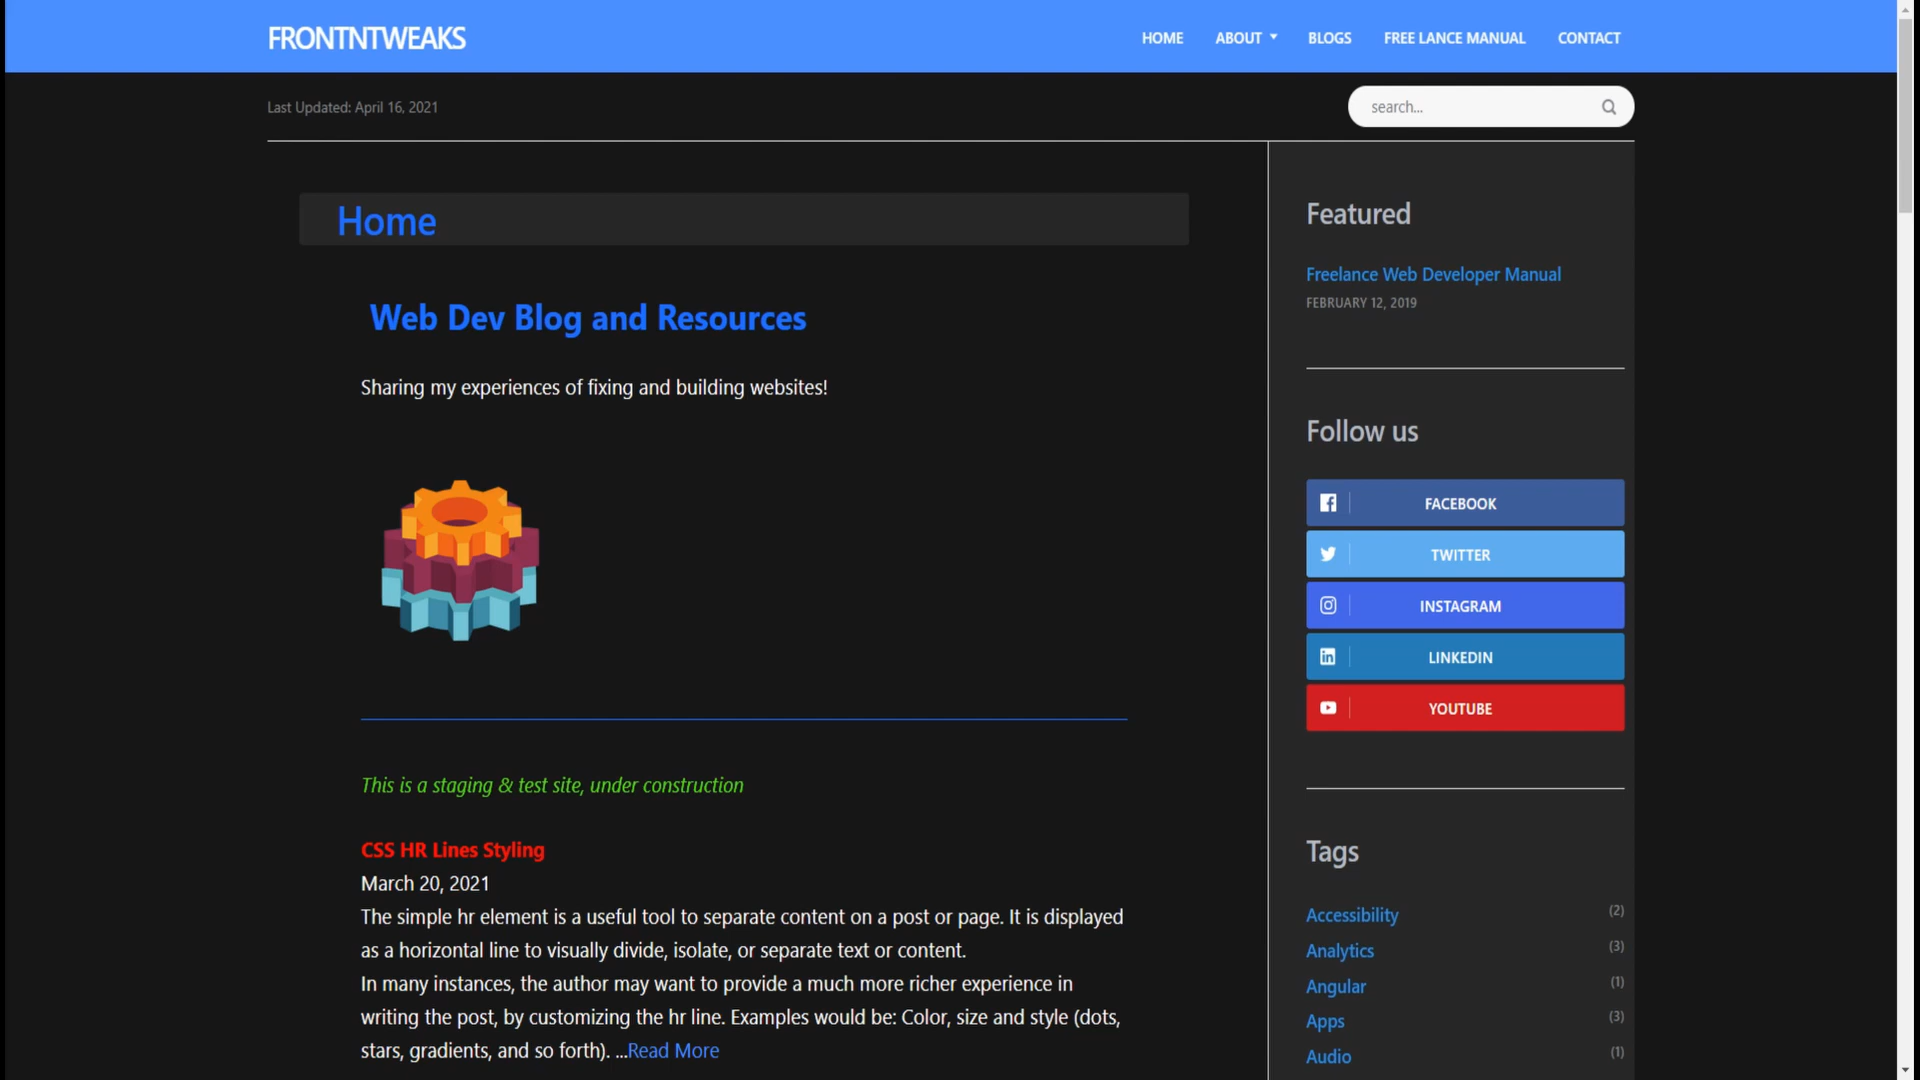 FRONTNTWEAKS
HOME ABOUT BLOGS FREE LANCE MANUAL CONTACT
Last Updated: April 16, 2021
search...
Home
Web Dev Blog and Resources
Sharing my experiences of fixing and building websites!
This is a staging & test site, under construction
CSS HR Lines Styling
March 20, 2021
The simple hr element is a useful tool to separate content on a post or page. It is displayed
as a horizontal line to visually divide, isolate, or separate text or content.
In many instances, the author may want to provide a much more richer experience in
writing the post, by customizing the hr line. Examples would be: Color, size and style (dots,
stars, gradients, and so forth). ...Read More
Featured
Freelance Web Developer Manual
FEBRUARY 12, 2019
Follow us
FACEBOOK
TWITTER
INSTAGRAM
LINKEDIN
YOUTUBE
Tags
Accessibility (2)
Analytics (3)
Angular (1)
Apps (3)
Audio (1)